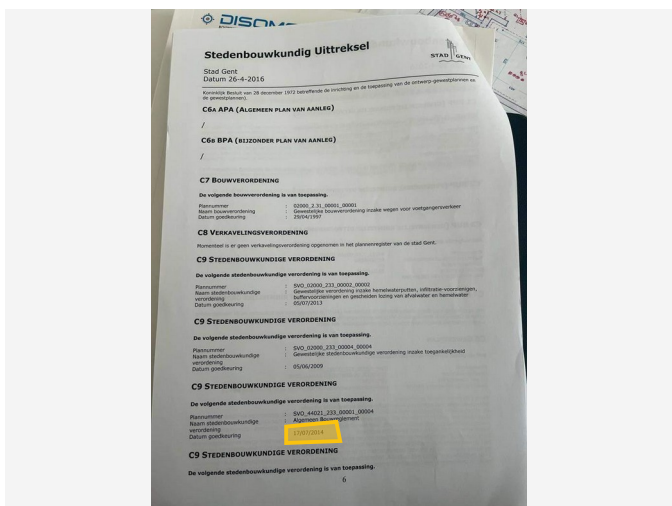 DISOM
Stedenbouwkundig Uittreksel
STAD GENT
Stad Gent
Datum 26-4-2016
Koninklijk Besluit van 28 december 1972 betreffende de inrichting en de toepassing van de ontwerp-gewestplannen en
de gewestplannen).
C6A APA (ALGEMEEN PLAN VAN AANLEG)
/
C6B BPA (BIJZONDER PLAN VAN AANLEG)
/
C7 BOUWVERORDENING
De volgende bouwverordening is van toepassing.
Plannummer : 02000_2.31_00001_00001
Naam bouwverordening : Gewestelijke bouwverordening inzake wegen voor voetgangersverkeer
Datum goedkeuring : 29/04/1997
C8 VERKAVELINGSVERORDENING
Momenteel is er geen verkavelingsverordening opgenomen in het plannenregister van de stad Gent.
C9 STEDENBOUWKUNDIGE VERORDENING
De volgende stedenbouwkundige verordening is van toepassing.
Plannummer : SVO_02000_233_00002_00002
Naam stedenbouwkundige : Gewestelijke verordening inzake hemelwaterputten, infiltratie-voorzienigen,
verordening buffervoorzieningen en gescheiden lozing van afvalwater en hemelwater
Datum goedkeuring : 05/07/2013
C9 STEDENBOUWKUNDIGE VERORDENING
De volgende stedenbouwkundige verordening is van toepassing.
Plannummer : SVO_02000_233_00004_00004
Naam stedenbouwkundige : Gewestelijke stedenbouwkundige verordening inzake toegankelijkheid
verordening
Datum goedkeuring : 05/06/2009
C9 STEDENBOUWKUNDIGE VERORDENING
De volgende stedenbouwkundige verordening is van toepassing.
Plannummer : SVO_44021_233_00001_00004
Naam stedenbouwkundige : Algemeen Bouwreglement
verordening
Datum goedkeuring : 17/07/2014
C9 STEDENBOUWKUNDIGE VERORDENING
De volgende stedenbouwkundige verordening is van toepassing.
6